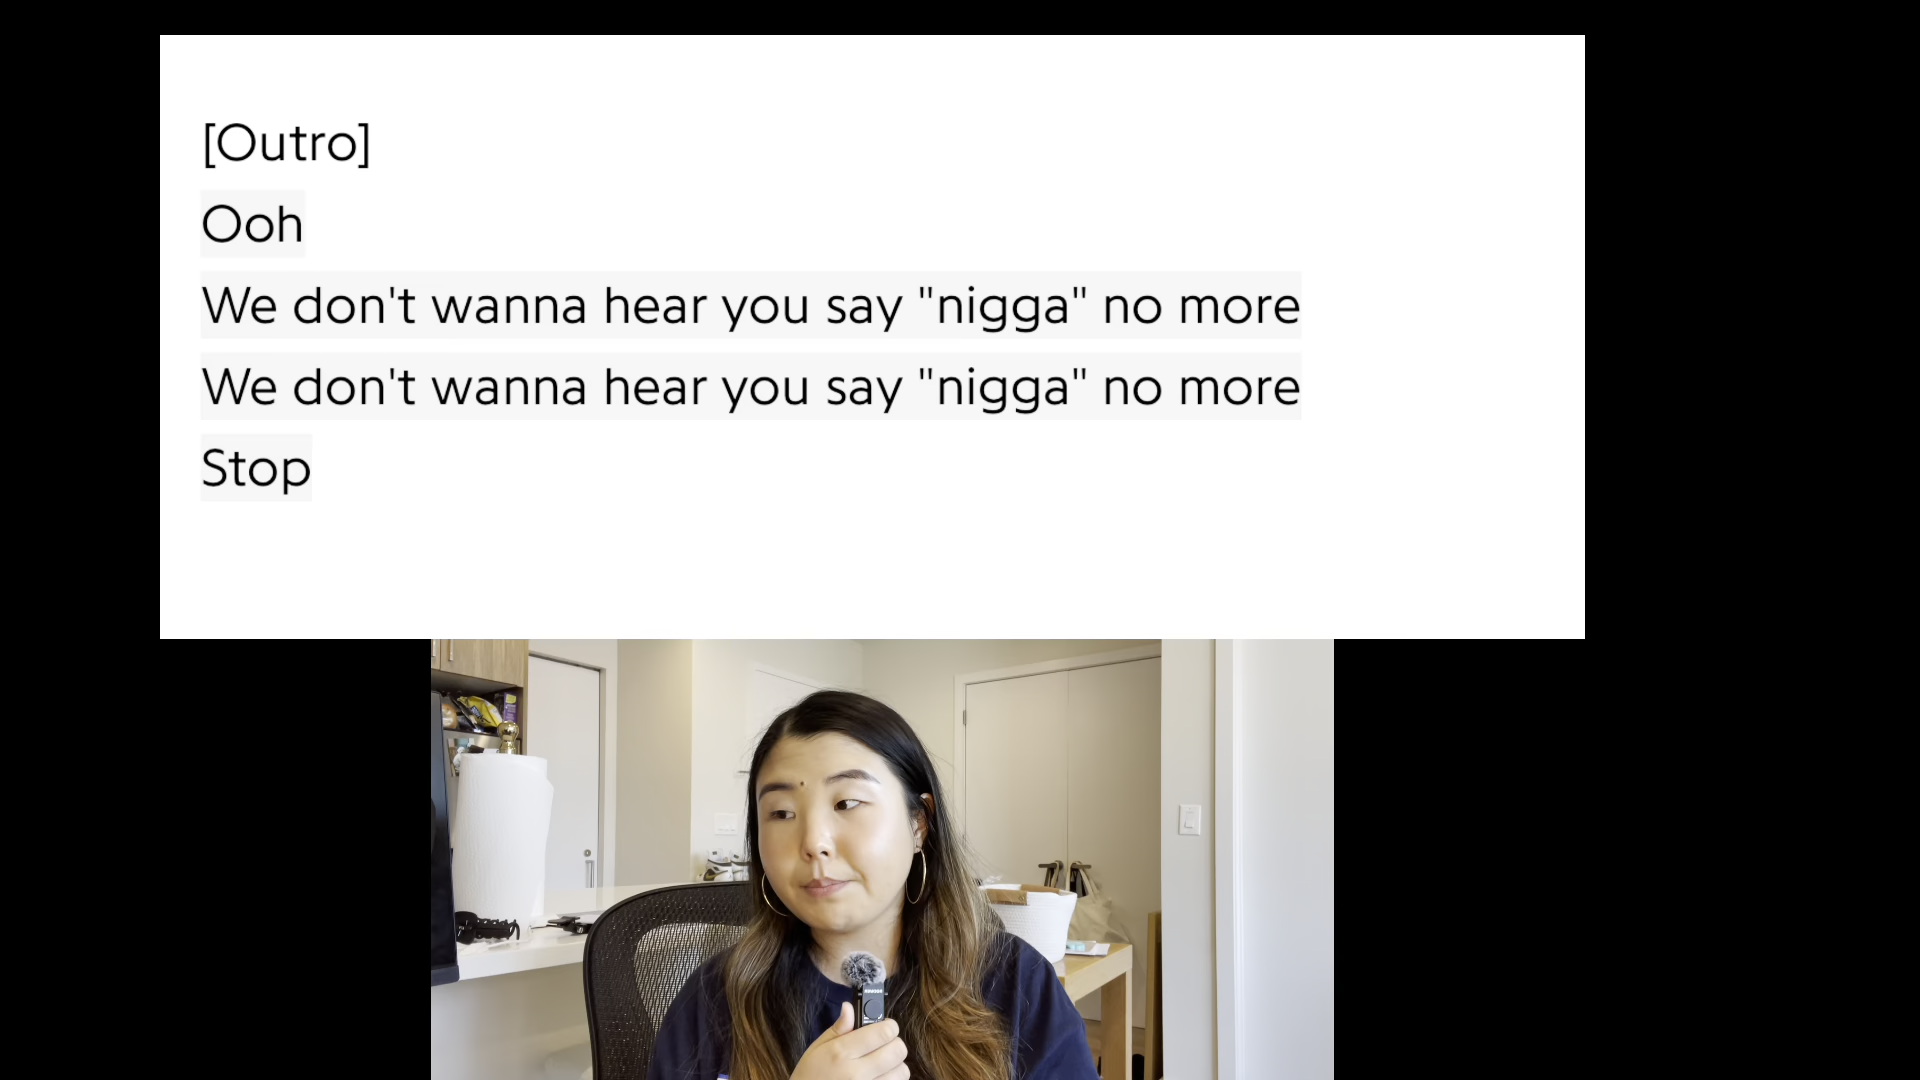 [Outro]
Ooh
We don't wanna hear you say "nigga" no more
We don't wanna hear you say "nigga" no more
Stop